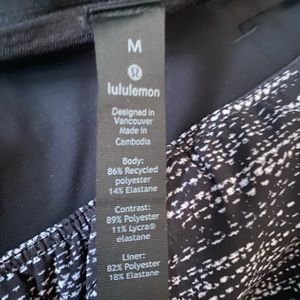 M
lululemon
Designed in
Vancouver
Made in
Cambodia
Body:
86% Recycled
polyester
14% Elastane
Contrast:
89% Polyester
11% Lycra®
elastane
Liner:
82% Polyester
18% Elastane